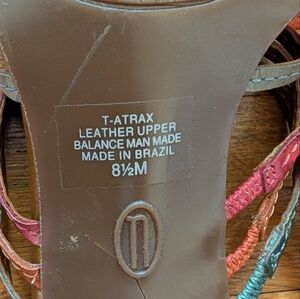 T-ATRAX
LEATHER UPPER
BALANCE MAN MADE
MADE IN BRAZIL
8½M
n